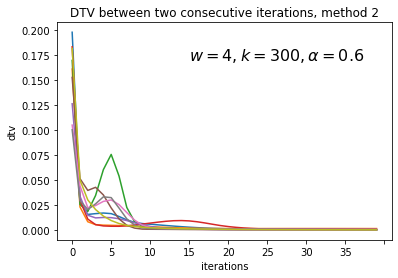 DTV between two consecutive iterations, method 2
w = 4, k = 300, α = 0.6
0.200
0.175
0.150
0.125
0.100
0.075
0.050
0.025
0.000
dtv
0 5 10 15 20 25 30 35
iterations